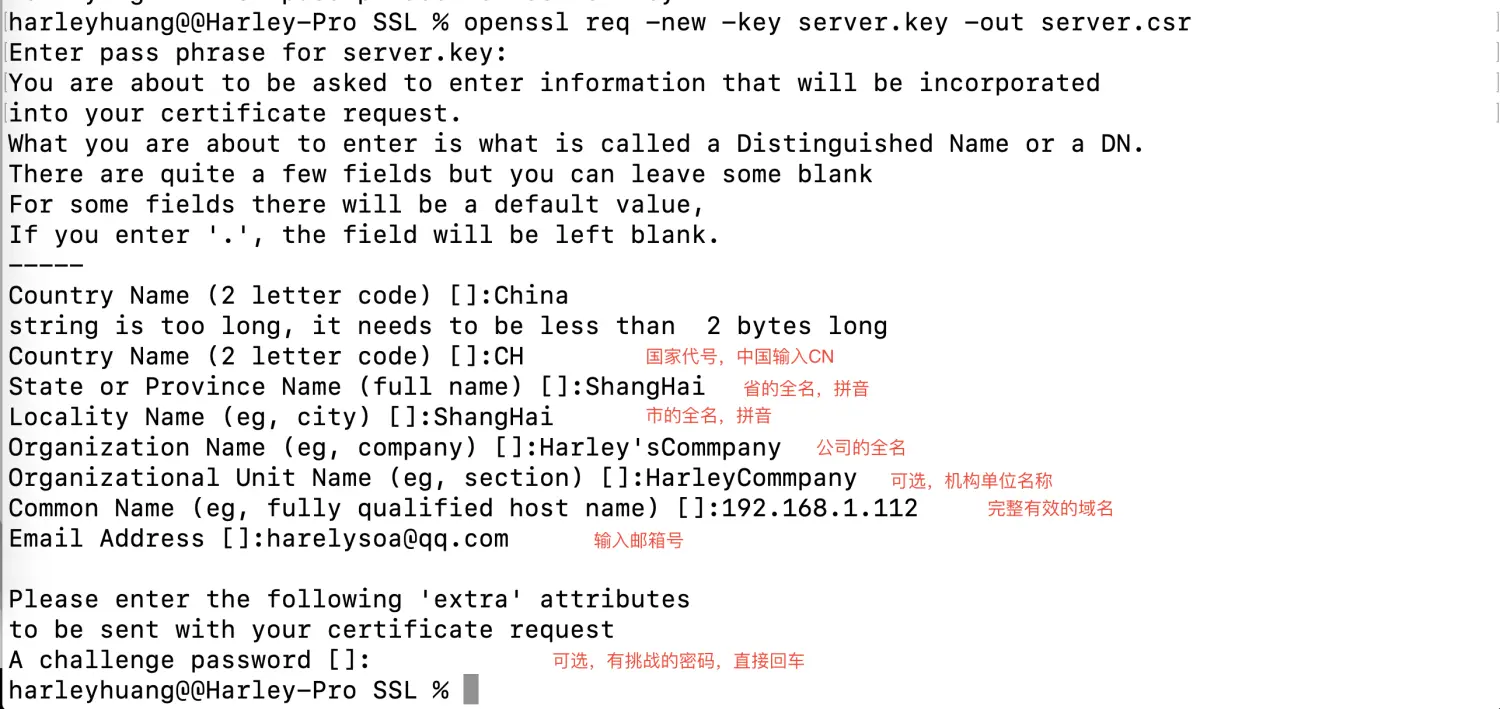 harleyhuang@@Harley-Pro SSL % openssl req -new -key server.key -out server.csr
Enter pass phrase for server.key:
You are about to be asked to enter information that will be incorporated
into your certificate request.
What you are about to enter is what is called a Distinguished Name or a DN.
There are quite a few fields but you can leave some blank
For some fields there will be a default value,
If you enter '.', the field will be left blank.
-----
Country Name (2 letter code) []:China
string is too long, it needs to be less than  2 bytes long
Country Name (2 letter code) []:CH 国家代号，中国输入CN
State or Province Name (full name) []:ShangHai 省的全名，拼音
Locality Name (eg, city) []:ShangHai 市的全名，拼音
Organization Name (eg, company) []:Harley'sCommpany 公司的全名
Organizational Unit Name (eg, section) []:HarleyCommpany 可选，机构单位名称
Common Name (eg, fully qualified host name) []:192.168.1.112 完整有效的域名
Email Address []:harelysoa@qq.com 输入邮箱号
Please enter the following 'extra' attributes
to be sent with your certificate request
A challenge password []: 可选，有挑战的密码，直接回车
harleyhuang@@Harley-Pro SSL %